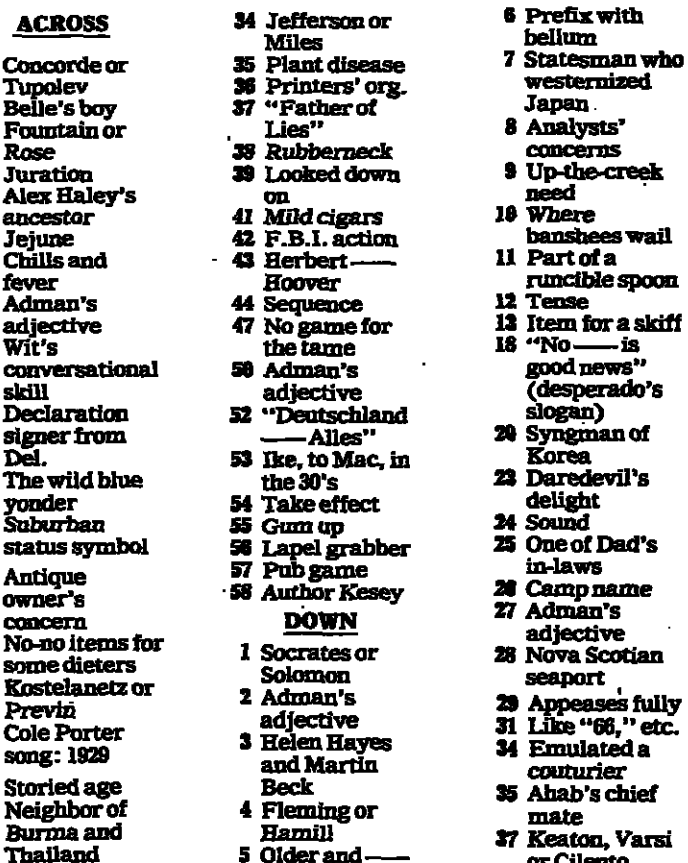 ACROSS
Concorde or
Tupolev
Belle's boy
Fountain or
Rose
Juration
Alex Haley's
ancestor
Jejune
Chills and
fever
Adman's
adjective
Wit's
conversational
skill
Declaration
signer from
Del.
The wild blue
yonder
Suburban
status symbol
Antique
owner's
concern
No-no items for
some dieters
Kostelanetz or
Previn
Cole Porter
song: 1929
Storied age
Neighbor of
Burma and
Thailand
34 Jefferson or
Miles
35 Plant disease
36 Printers' org.
37 "Father of
Lies"
38 Rubberneck
39 Looked down
on
41 Mild cigars
42 F.B.I. action
43 Herbert —
Hoover
44 Sequence
47 No game for
the tame
50 Adman's
adjective
52 "Deutschland
— Alles"
53 Ike, to Mac, in
the 30's
54 Take effect
55 Gum up
56 Lapel grabber
57 Pub game
58 Author Kesey
DOWN
1 Socrates or
Solomon
2 Adman's
adjective
3 Helen Hayes
and Martin
Beck
4 Fleming or
Hamill
5 Older and —
6 Prefix with
bellum
7 Statesman who
westernized
Japan
8 Analysts'
concerns
9 Up-the-creek
need
10 Where
banshees wail
11 Part of a
runcible spoon
12 Tense
13 Item for a skiff
18 "No — is
good news"
(desperado's
slogan)
20 Syngman of
Korea
23 Daredevil's
delight
24 Sound
25 One of Dad's
in-laws
26 Camp name
27 Adman's
adjective
28 Nova Scotian
seaport
29 Appeases fully
31 Like "66," etc.
34 Emulated a
couturier
35 Ahab's chief
mate
37 Keaton, Varsi
or Cilento